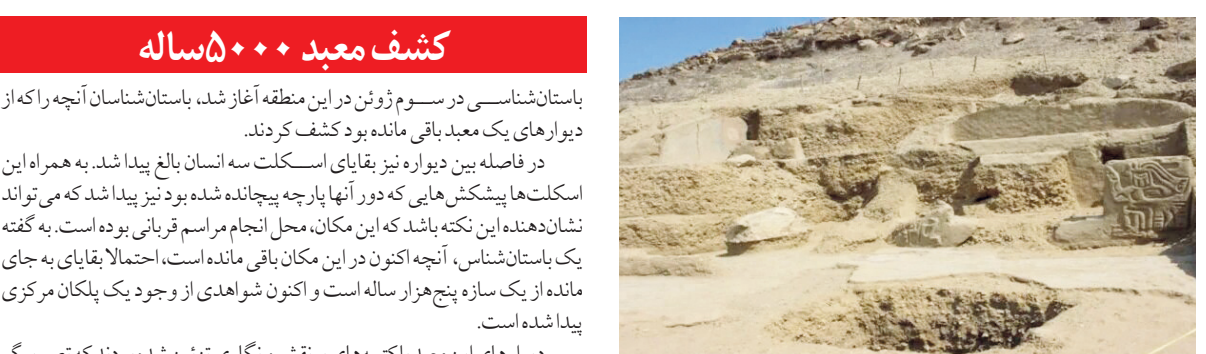 کشف معبد ۵۰۰۰ساله
باستان‌شناســی در ســوم ژوئن در این منطقه آغاز شد، باستان‌شناسان آنچه را که از
دیوارهای یک معبد باقی مانده بود کشف کردند.
در فاصله بین دیواره نیز بقایای اســکلت سه انسان بالغ پیدا شد. به همراه این
اسکلت‌ها پیشکش‌هایی که دور آنها پارچه پیچانده شده بود نیز پیدا شد که می‌تواند
نشان‌دهنده این نکته باشد که این مکان، محل انجام مراسم قربانی بوده است. به گفته
یک باستان‌شناس، آنچه اکنون در این مکان باقی مانده است، احتمالا بقایای به جای
مانده از یک سازه پنج‌هزار ساله است و اکنون شواهدی از وجود یک پلکان مرکزی
پیدا شده است.